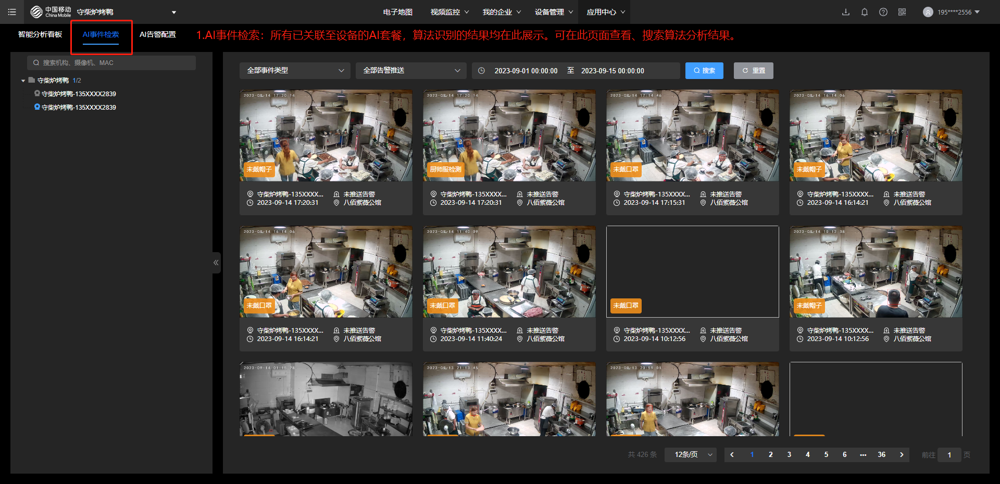 中国移动
China Mobile
守柴炉烤鸭
电子地图
视频监控
我的企业
设备管理
应用中心
195****2556
智能分析看板
AI事件检索
AI告警配置
1.AI事件检索：所有已关联至设备的AI套餐，算法识别的结果均在此展示。可在此页面查看、搜索算法分析结果。
搜索机构、摄像机、MAC
守柴炉烤鸭 1/2
守柴炉烤鸭-135XXXX2839
守柴炉烤鸭-135XXXX2839
全部事件类型
全部告警推送
2023-09-01 00:00:00 至 2023-09-15 00:00:00
搜索
重置
2023-09-14 17:20:14
未戴帽子
守柴炉烤鸭-135XXXX...
未推送告警
2023-09-14 17:20:31
八佰紫薇公馆
2023-09-14 17:20:14
厨师服检测
守柴炉烤鸭-135XXXX...
未推送告警
2023-09-14 17:20:31
八佰紫薇公馆
2023-09-14 17:14:46
未戴口罩
守柴炉烤鸭-135XXXX...
未推送告警
2023-09-14 17:15:31
八佰紫薇公馆
2023-09-14 16:14:06
未戴帽子
守柴炉烤鸭-135XXXX...
未推送告警
2023-09-14 16:14:21
八佰紫薇公馆
2023-09-14 16:14:06
未戴口罩
守柴炉烤鸭-135XXXX...
未推送告警
2023-09-14 16:14:21
八佰紫薇公馆
2023-09-14 11:40:09
未戴口罩
守柴炉烤鸭-135XXXX...
未推送告警
2023-09-14 11:40:24
八佰紫薇公馆
未戴口罩
守柴炉烤鸭-135XXXX...
未推送告警
2023-09-14 10:12:56
八佰紫薇公馆
2023-09-14 10:12:38
未戴帽子
守柴炉烤鸭-135XXXX...
未推送告警
2023-09-14 10:12:56
八佰紫薇公馆
2023-09-14
2023-09-13 21:13:45
2023-09-13 20:59:01
共 426 条
12条/页
1 2 3 4 5 6 ••• 36
前往 1 页